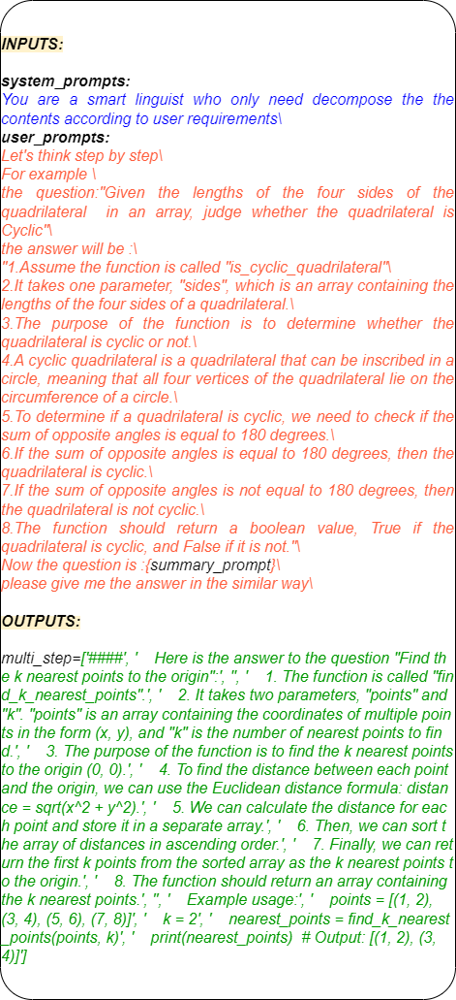 INPUTS:
system_prompts:
You are a smart linguist who only need decompose the the
contents according to user requirements\
user_prompts:
Let's think step by step\
For example \
the question:"Given the lengths of the four sides of the
quadrilateral in an array, judge whether the quadrilateral is
Cyclic"\
the answer will be :\
"1.Assume the function is called "is_cyclic_quadrilateral"\
2.It takes one parameter, "sides", which is an array containing the
lengths of the four sides of a quadrilateral.\
3.The purpose of the function is to determine whether the
quadrilateral is cyclic or not.\
4.A cyclic quadrilateral is a quadrilateral that can be inscribed in a
circle, meaning that all four vertices of the quadrilateral lie on the
circumference of a circle.\
5.To determine if a quadrilateral is cyclic, we need to check if the
sum of opposite angles is equal to 180 degrees.\
6.If the sum of opposite angles is equal to 180 degrees, then the
quadrilateral is cyclic.\
7.If the sum of opposite angles is not equal to 180 degrees, then
the quadrilateral is not cyclic.\
8.The function should return a boolean value, True if the
quadrilateral is cyclic, and False if it is not."\
Now the question is :{summary_prompt}\
please give me the answer in the similar way\
OUTPUTS:
multi_step=['####', '    Here is the answer to the question "Find th
e k nearest points to the origin":', '', '    1. The function is called "fin
d_k_nearest_points".', '    2. It takes two parameters, "points" and
"k". "points" is an array containing the coordinates of multiple poin
ts in the form (x, y), and "k" is the number of nearest points to fin
d.', '    3. The purpose of the function is to find the k nearest points
to the origin (0, 0).', '    4. To find the distance between each point
and the origin, we can use the Euclidean distance formula: distan
ce = sqrt(x^2 + y^2).', '    5. We can calculate the distance for eac
h point and store it in a separate array.', '    6. Then, we can sort t
he array of distances in ascending order.', '    7. Finally, we can ret
urn the first k points from the sorted array as the k nearest points t
o the origin.', '    8. The function should return an array containing
the k nearest points.', '', '    Example usage:', '    points = [(1, 2),
(3, 4), (5, 6), (7, 8)]', '    k = 2', '    nearest_points = find_k_nearest
_points(points, k)', '    print(nearest_points)  # Output: [(1, 2), (3,
4)]']